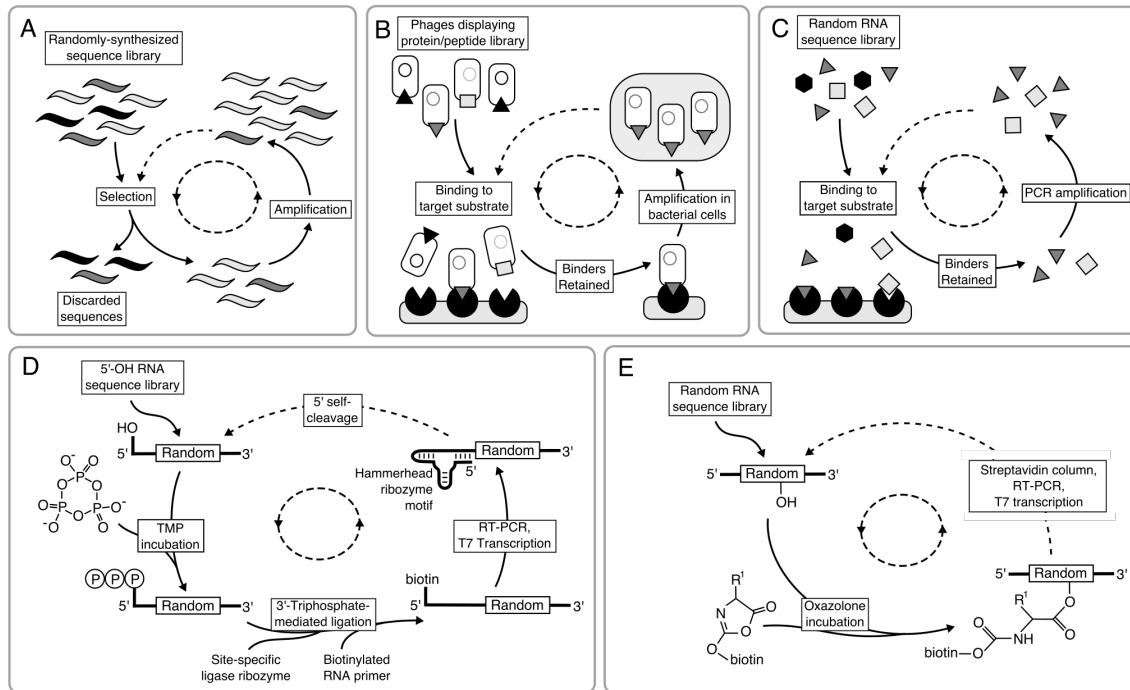 A
Randomly-synthesized
sequence library
Selection
Amplification
Discarded
sequences
B
Phages displaying
protein/peptide library
Binding to
target substrate
Amplification in
bacterial cells
Binders
Retained
C
Random RNA
sequence library
Binding to
target substrate
PCR amplification
Binders
Retained
D
5'-OH RNA
sequence library
HO
5' Random 3'
5' self-
cleavage
Random 3'
5'
Hammerhead
ribozyme
motif
O⁻ O
P
O O
O P P O
⁻O O O⁻
TMP
incubation
RT-PCR,
T7 Transcription
P P P
5' Random 3'
biotin
5' Random 3'
3'-Triphosphate-
mediated ligation
Site-specific
ligase ribozyme
Biotinylated
RNA primer
E
Random RNA
sequence library
5' Random 3'
OH
Streptavidin column,
RT-PCR,
T7 transcription
R¹
N O
O
O
biotin
Oxazolone
incubation
5' Random 3'
R¹ O
O
biotin O NH O
O